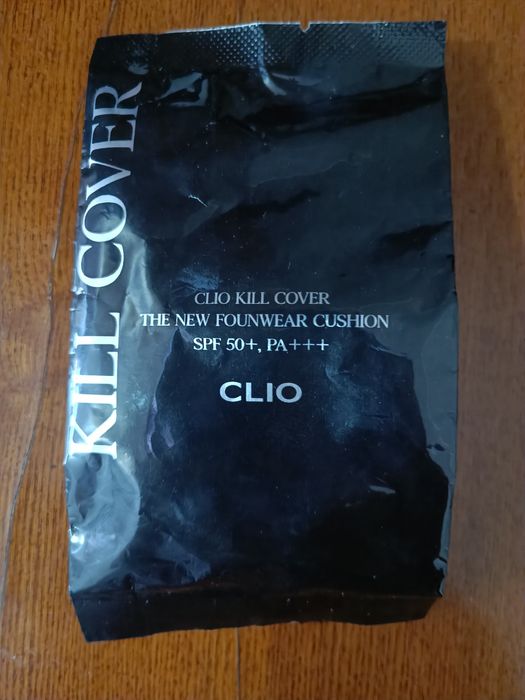 KILL COVER
CLIO KILL COVER
THE NEW FOUNWEAR CUSHION
SPF 50+, PA+++
CLIO